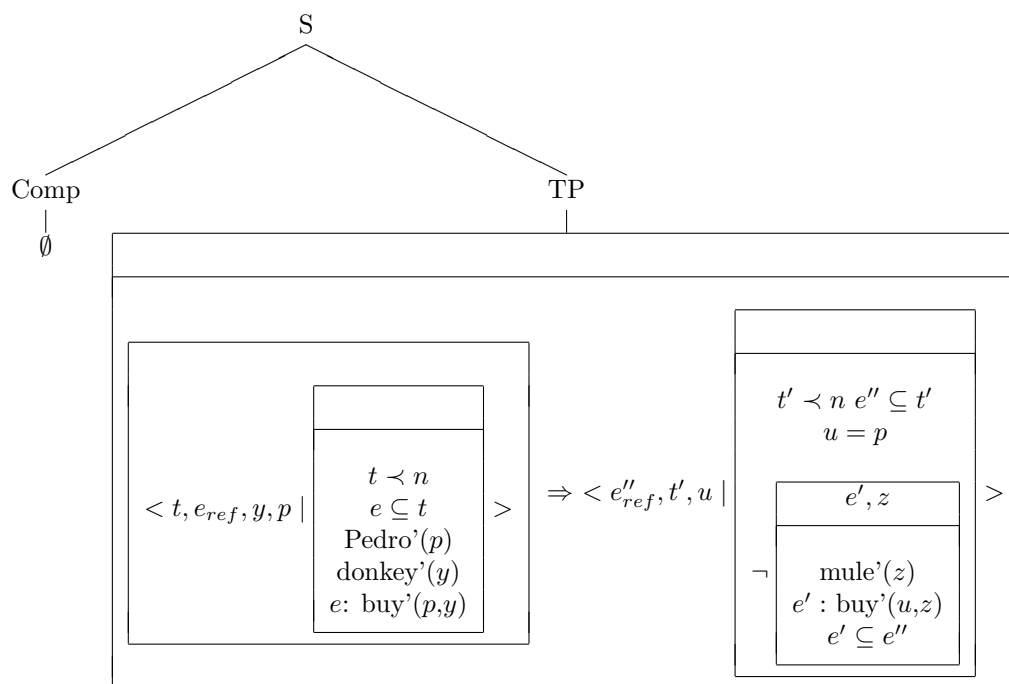 S
Comp TP
∅
t ≺ n
e ⊆ t
Pedro’(p)
donkey’(y)
e: buy’(p,y)
< t, e_ref, y, p | > ⇒ < e''_ref, t', u | >
t' ≺ n e'' ⊆ t'
u = p
¬
e', z
mule’(z)
e' : buy’(u,z)
e' ⊆ e''